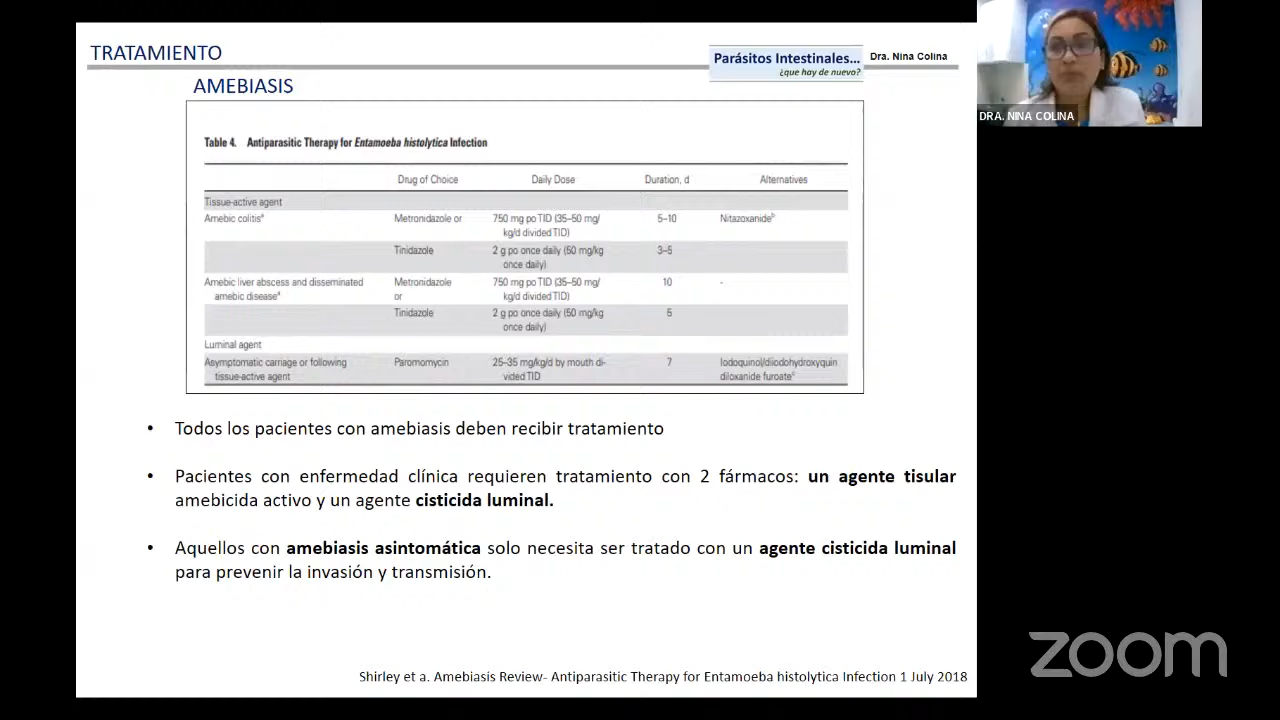 TRATAMIENTO
Parásitos Intestinales...
¿que hay de nuevo?
Dra. Nina Colina
DRA. NINA COLINA
AMEBIASIS
Table 4. Antiparasitic Therapy for Entamoeba histolytica Infection
Drug of Choice Daily Dose Duration, d Alternatives
Tissue-active agent
Amebic colitisᵃ Metronidazole or 750 mg po TID (35–50 mg/ 5–10 Nitazoxanideᵇ
kg/d divided TID)
Tinidazole 2 g po once daily (50 mg/kg 3–5
once daily)
Amebic liver abscess and disseminated Metronidazole 750 mg po TID (35–50 mg/ 10 -
amebic diseaseᵃ or kg/d divided TID)
Tinidazole 2 g po once daily (50 mg/kg 5
once daily)
Luminal agent
Asymptomatic carriage or following Paromomycin 25–35 mg/kg/d by mouth di- 7 Iodoquinol/diiodohydroxyquin
tissue-active agent vided TID diloxanide furoateᶜ
• Todos los pacientes con amebiasis deben recibir tratamiento
• Pacientes con enfermedad clínica requieren tratamiento con 2 fármacos: un agente tisular
amebicida activo y un agente cisticida luminal.
• Aquellos con amebiasis asintomática solo necesita ser tratado con un agente cisticida luminal
para prevenir la invasión y transmisión.
Shirley et a. Amebiasis Review- Antiparasitic Therapy for Entamoeba histolytica Infection 1 July 2018
zoom